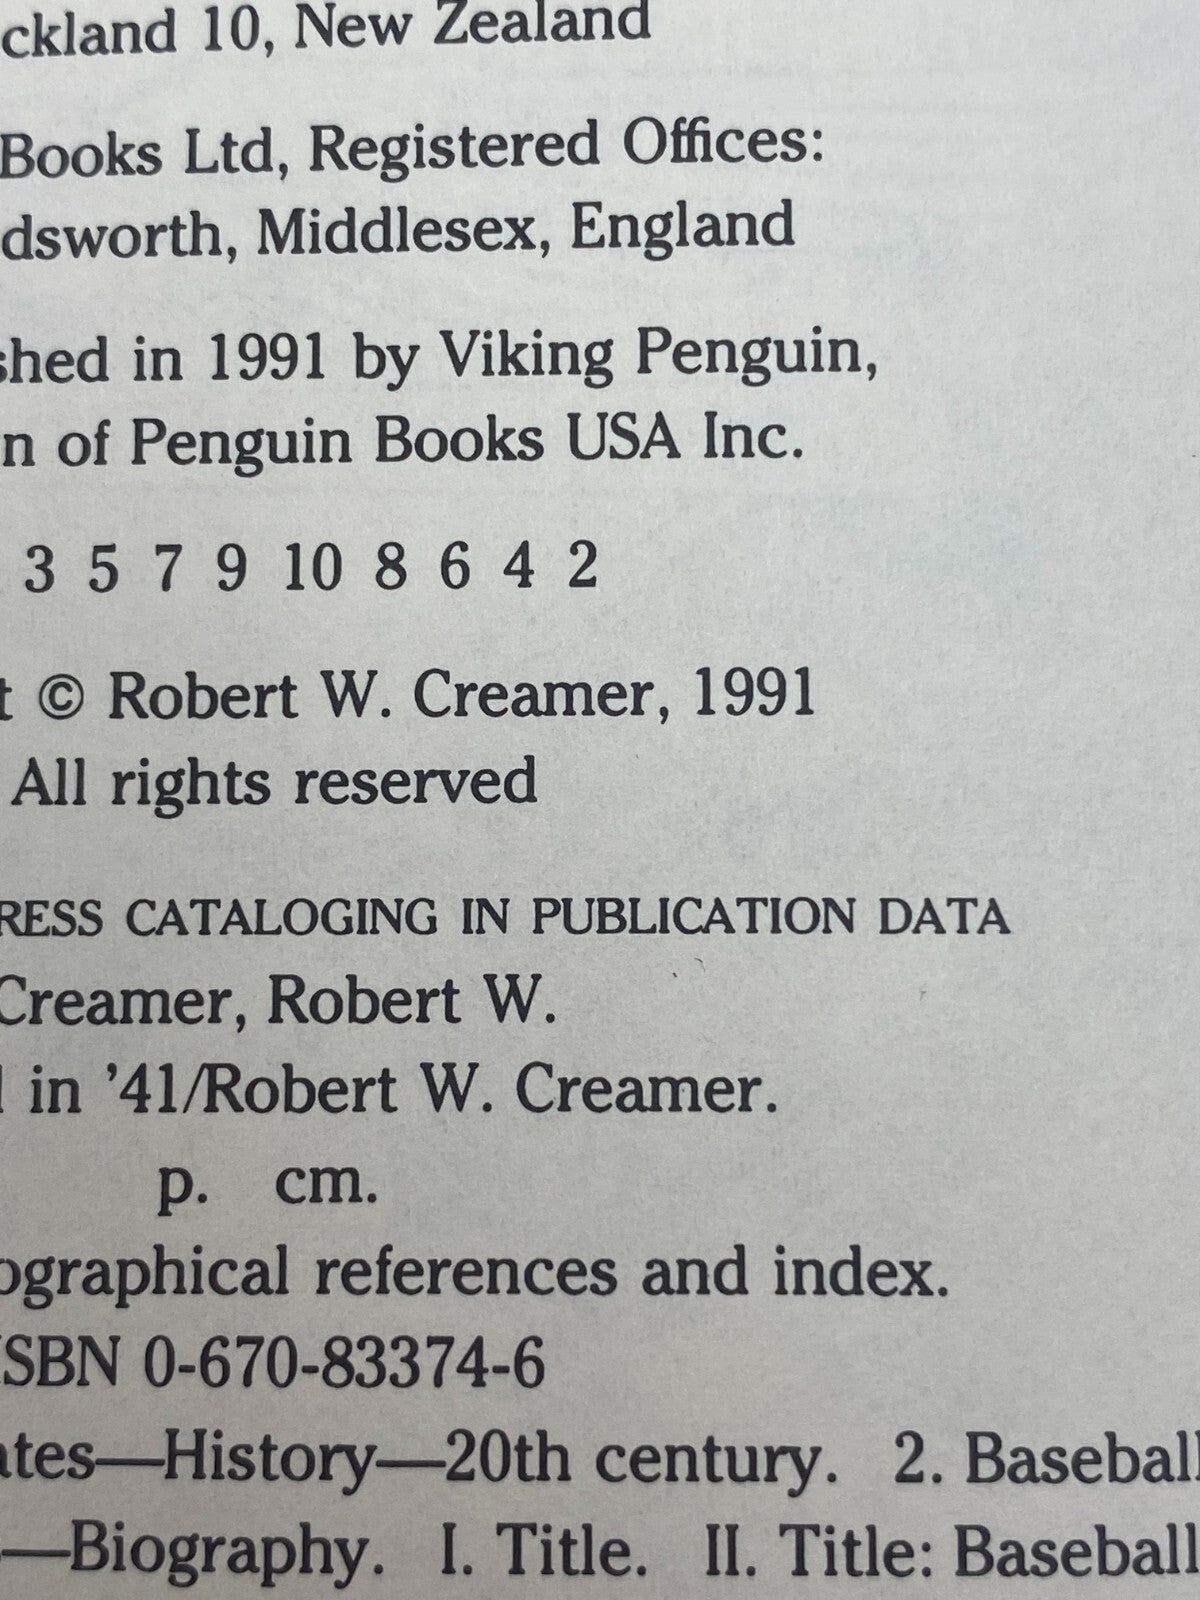 ckland 10, New Zealand
Books Ltd, Registered Offices:
dsworth, Middlesex, England
shed in 1991 by Viking Penguin,
n of Penguin Books USA Inc.
3 5 7 9 10 8 6 4 2
t © Robert W. Creamer, 1991
All rights reserved
RESS CATALOGING IN PUBLICATION DATA
Creamer, Robert W.
l in '41/Robert W. Creamer.
p. cm.
ographical references and index.
ISBN 0-670-83374-6
ates—History—20th century. 2. Baseball
—Biography. I. Title. II. Title: Baseball